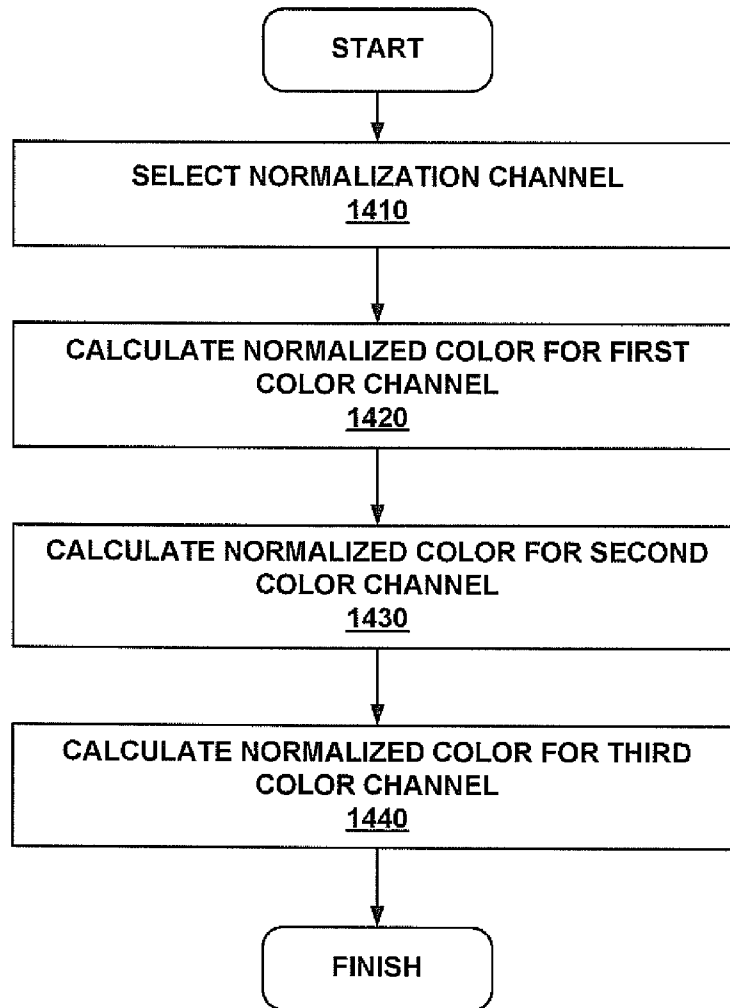 START
SELECT NORMALIZATION CHANNEL
1410
CALCULATE NORMALIZED COLOR FOR FIRST
COLOR CHANNEL
1420
CALCULATE NORMALIZED COLOR FOR SECOND
COLOR CHANNEL
1430
CALCULATE NORMALIZED COLOR FOR THIRD
COLOR CHANNEL
1440
FINISH